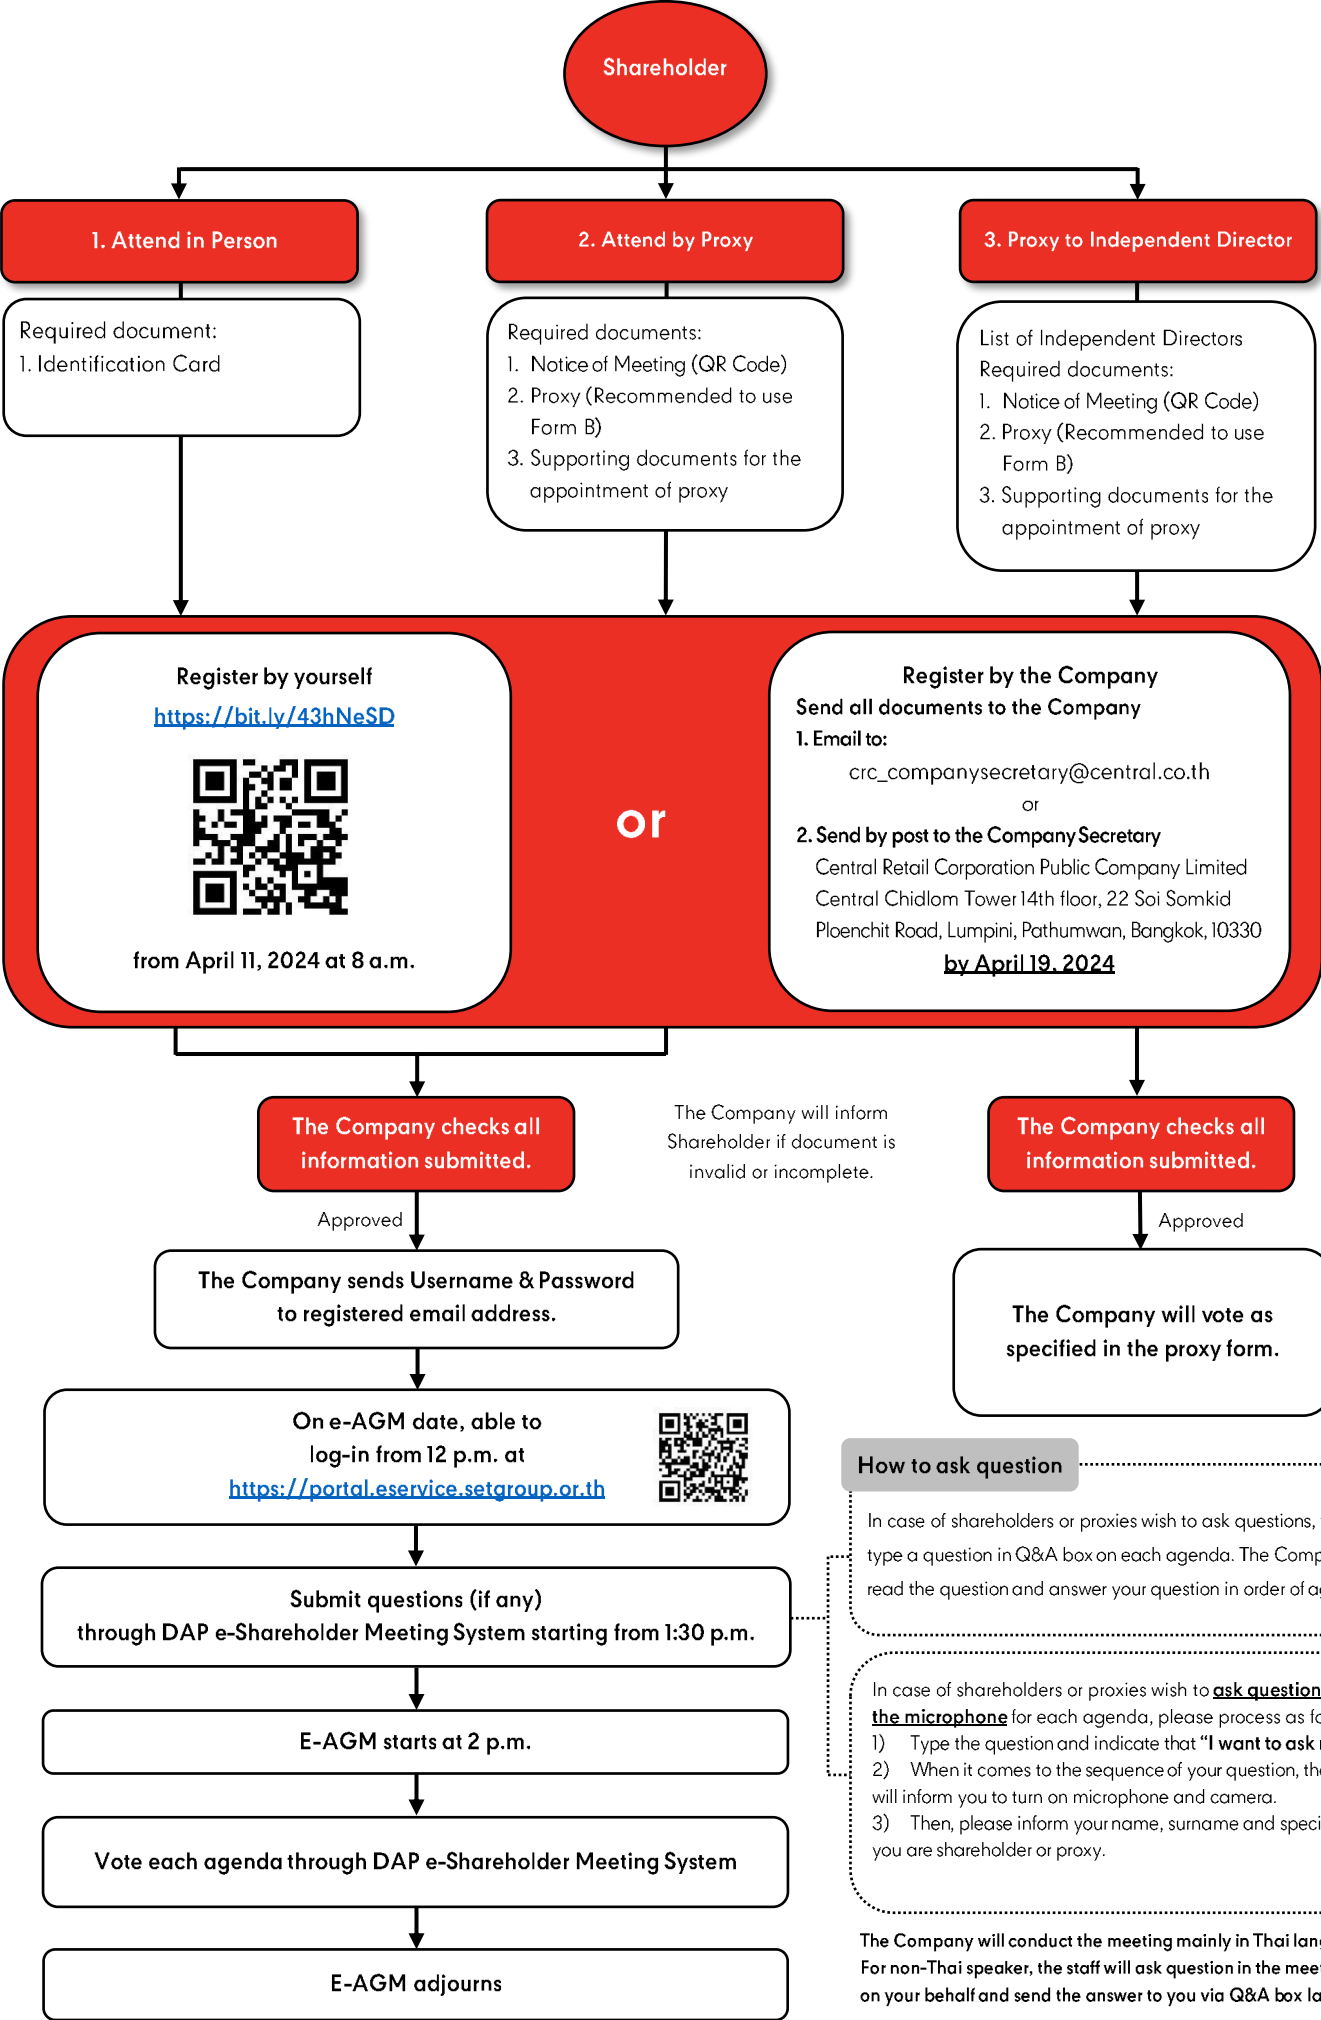 Shareholder
1. Attend in Person
2. Attend by Proxy
3. Proxy to Independent Director
Required document:
1. Identification Card
Required documents:
1. Notice of Meeting (QR Code)
2. Proxy (Recommended to use
Form B)
3. Supporting documents for the
appointment of proxy
List of Independent Directors
Required documents:
1. Notice of Meeting (QR Code)
2. Proxy (Recommended to use
Form B)
3. Supporting documents for the
appointment of proxy
Register by yourself
https://bit.ly/43hNeSD
from April 11, 2024 at 8 a.m.
or
Register by the Company
Send all documents to the Company
1. Email to:
crc_companysecretary@central.co.th
or
2. Send by post to the Company Secretary
Central Retail Corporation Public Company Limited
Central Chidlom Tower 14th floor, 22 Soi Somkid
Ploenchit Road, Lumpini, Pathumwan, Bangkok, 10330
by April 19, 2024
The Company checks all
information submitted.
The Company will inform
Shareholder if document is
invalid or incomplete.
The Company checks all
information submitted.
Approved
Approved
The Company sends Username & Password
to registered email address.
The Company will vote as
specified in the proxy form.
On e-AGM date, able to
log-in from 12 p.m. at
https://portal.eservice.setgroup.or.th
Submit questions (if any)
through DAP e-Shareholder Meeting System starting from 1:30 p.m.
E-AGM starts at 2 p.m.
Vote each agenda through DAP e-Shareholder Meeting System
E-AGM adjourns
How to ask question
In case of shareholders or proxies wish to ask questions,
type a question in Q&A box on each agenda. The
read the question and answer your question in order of
In case of shareholders or proxies wish to ask question
the microphone for each agenda, please process as
1) Type the question and indicate that "I want to ask
2) When it comes to the sequence of your question,
will inform you to turn on microphone and camera.
3) Then, please inform your name, surname and
you are shareholder or proxy.
The Company will conduct the meeting mainly in Thai
For non-Thai speaker, the staff will ask question in the
on your behalf and send the answer to you via Q&A box